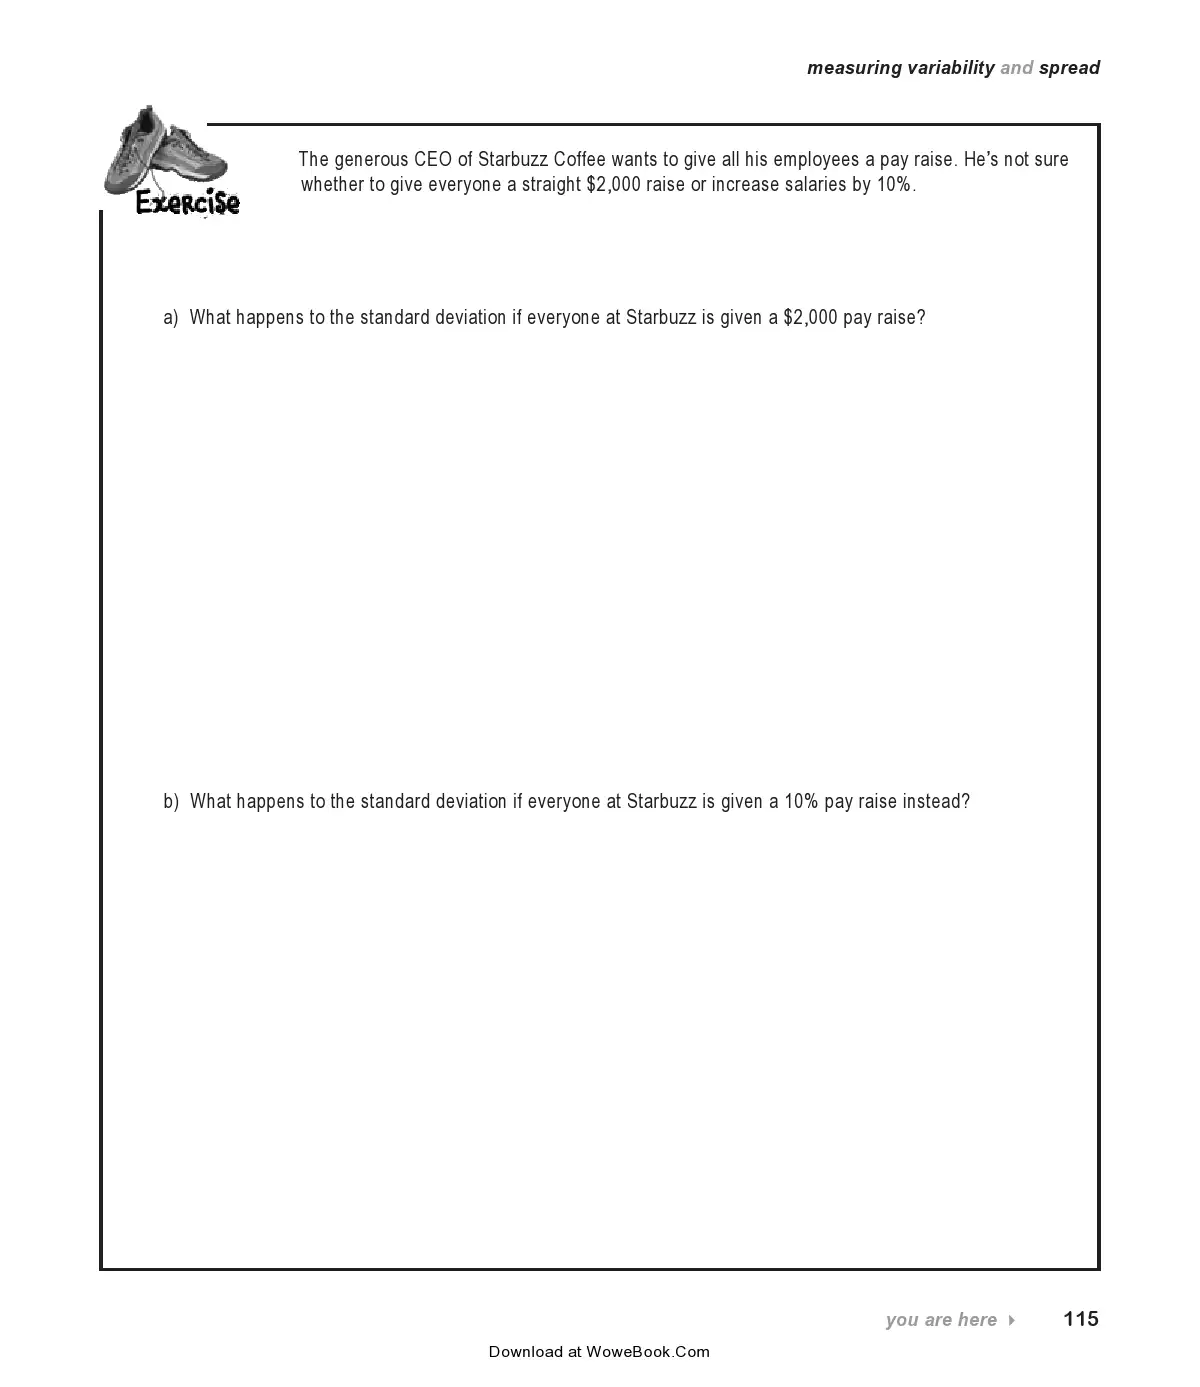 measuring variability and spread
Exercise
The generous CEO of Starbuzz Coffee wants to give all his employees a pay raise. He's not sure
whether to give everyone a straight $2,000 raise or increase salaries by 10%.
a) What happens to the standard deviation if everyone at Starbuzz is given a $2,000 pay raise?
b) What happens to the standard deviation if everyone at Starbuzz is given a 10% pay raise instead?
you are here 115
Download at WoweBook.Com